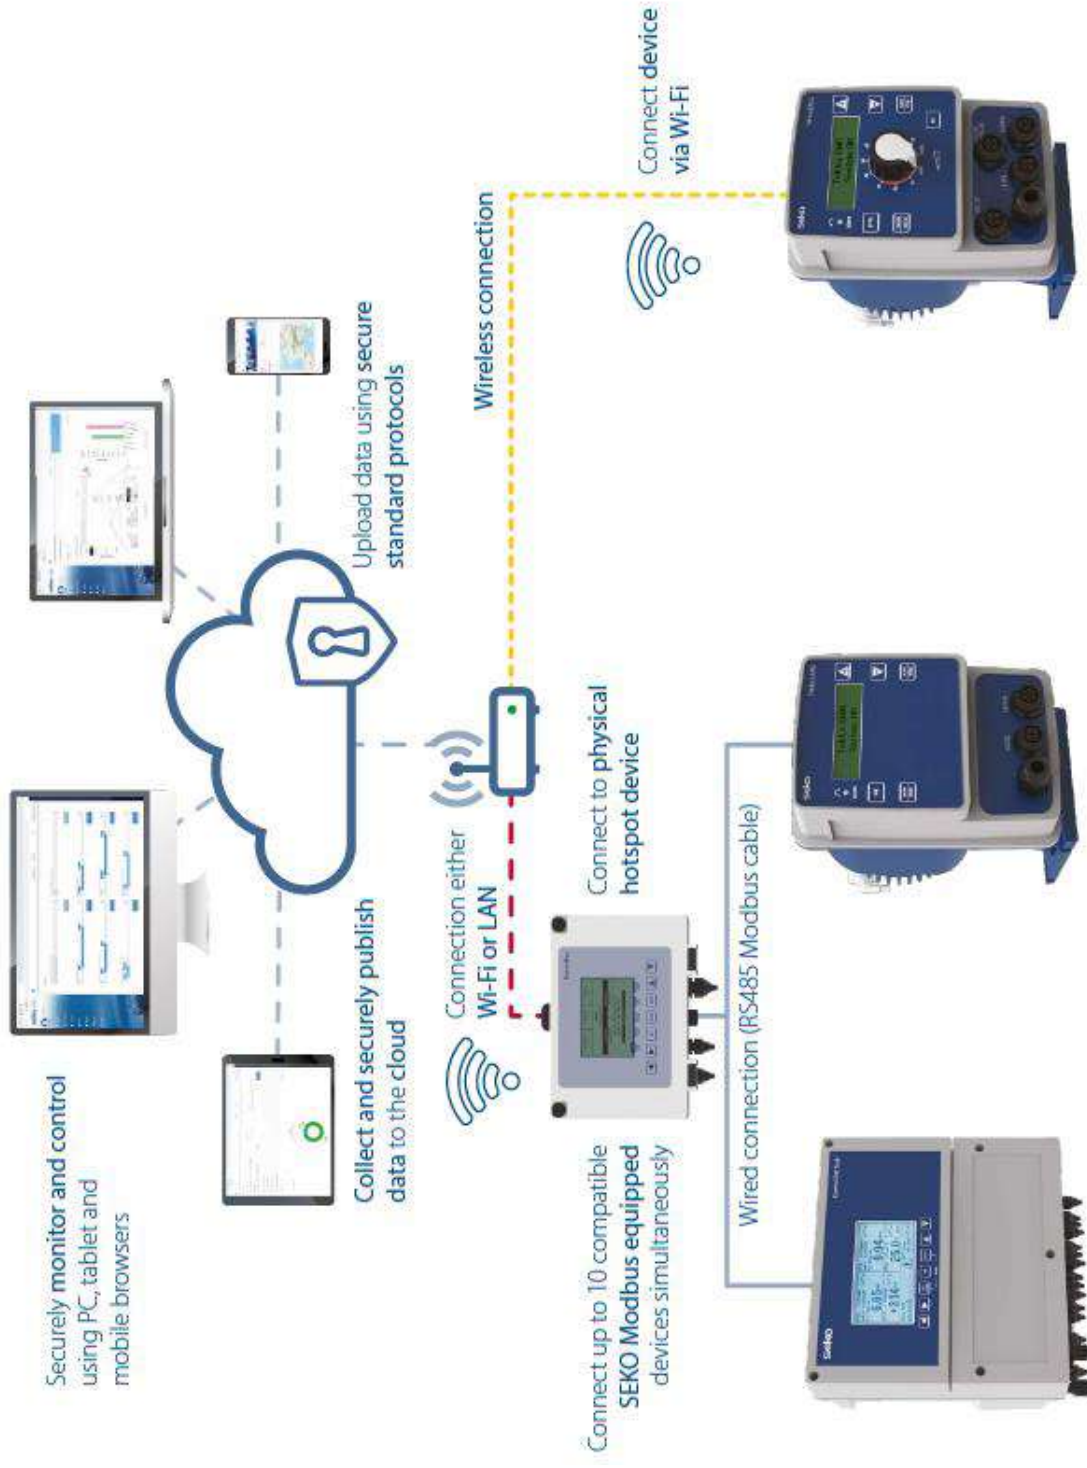 Securely monitor and control
using PC, tablet and
mobile browsers
Collect and securely publish
data to the cloud
Upload data using secure
standard protocols
Connection either
Wi-Fi or LAN
Wireless connection
Connect device
via Wi-Fi
Connect to physical
hotspot device
Connect up to 10 compatible
SEKO Modbus equipped
devices simultaneously
Wired connection (RS485 Modbus cable)
seko
seko
seko